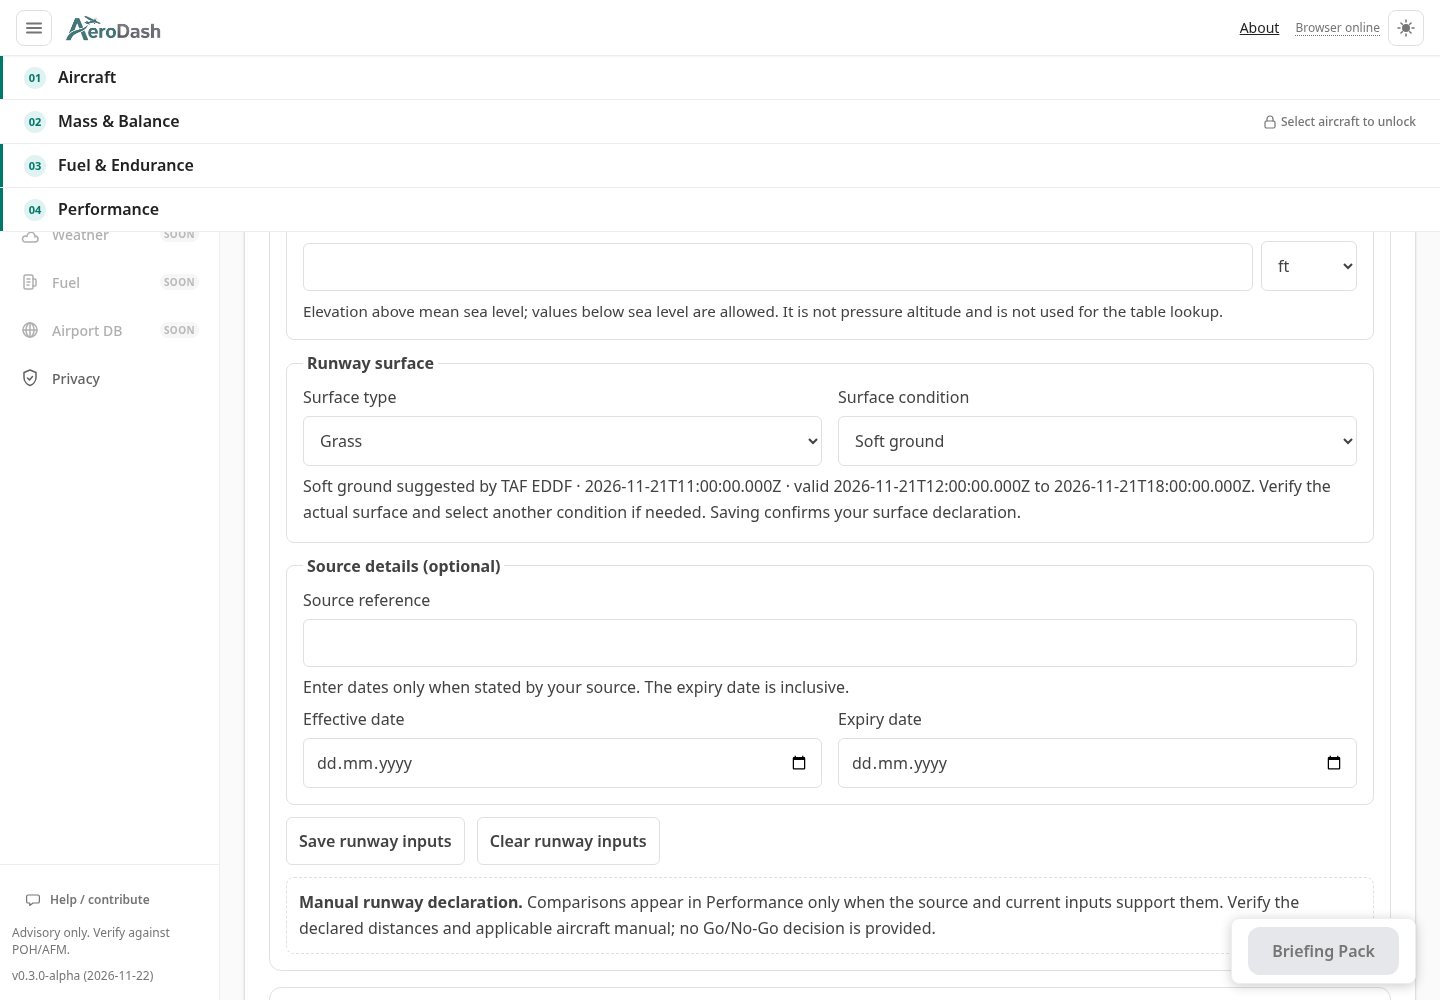 AeroDash
About
Browser online
01 Aircraft
02 Mass & Balance
Select aircraft to unlock
03 Fuel & Endurance
04 Performance
Weather SOON
Fuel SOON
Airport DB SOON
Privacy
ft
Elevation above mean sea level; values below sea level are allowed. It is not pressure altitude and is not used for the table lookup.
Runway surface
Surface type
Surface condition
Grass
Soft ground
Soft ground suggested by TAF EDDF · 2026-11-21T11:00:00.000Z · valid 2026-11-21T12:00:00.000Z to 2026-11-21T18:00:00.000Z. Verify the
actual surface and select another condition if needed. Saving confirms your surface declaration.
Source details (optional)
Source reference
Enter dates only when stated by your source. The expiry date is inclusive.
Effective date
Expiry date
dd.mm.yyyy
dd.mm.yyyy
Save runway inputs
Clear runway inputs
Manual runway declaration. Comparisons appear in Performance only when the source and current inputs support them. Verify the
declared distances and applicable aircraft manual; no Go/No-Go decision is provided.
Briefing Pack
Help / contribute
Advisory only. Verify against
POH/AFM.
v0.3.0-alpha (2026-11-22)